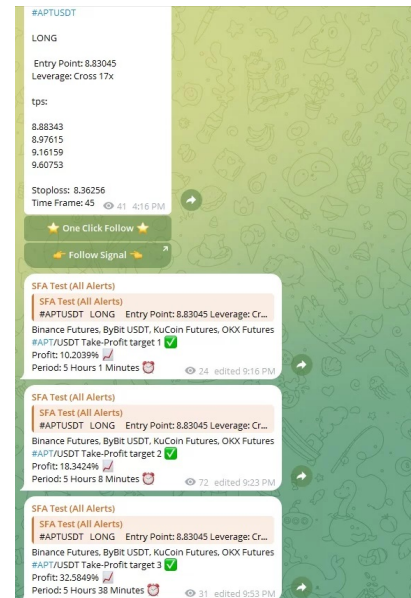 #APTUSDT
LONG
Entry Point: 8.83045
Leverage: Cross 17x
tps:
8.88343
8.97615
9.16159
9.60753
Stoploss: 8.36256
Time Frame: 45 41 4:16 PM
⭐ One Click Follow ⭐
👉 Follow Signal 👈
SFA Test (All Alerts)
SFA Test (All Alerts)
#APTUSDT LONG Entry Point: 8.83045 Leverage: Cr...
Binance Futures, ByBit USDT, KuCoin Futures, OKX Futures
#APT/USDT Take-Profit target 1 ✅
Profit: 10.2039% 📈
Period: 5 Hours 1 Minutes ⏰ 24 edited 9:16 PM
SFA Test (All Alerts)
SFA Test (All Alerts)
#APTUSDT LONG Entry Point: 8.83045 Leverage: Cr...
Binance Futures, ByBit USDT, KuCoin Futures, OKX Futures
#APT/USDT Take-Profit target 2 ✅
Profit: 18.3424% 📈
Period: 5 Hours 8 Minutes ⏰ 72 edited 9:23 PM
SFA Test (All Alerts)
SFA Test (All Alerts)
#APTUSDT LONG Entry Point: 8.83045 Leverage: Cr...
Binance Futures, ByBit USDT, KuCoin Futures, OKX Futures
#APT/USDT Take-Profit target 3 ✅
Profit: 32.5849% 📈
Period: 5 Hours 38 Minutes ⏰ 31 edited 9:53 PM